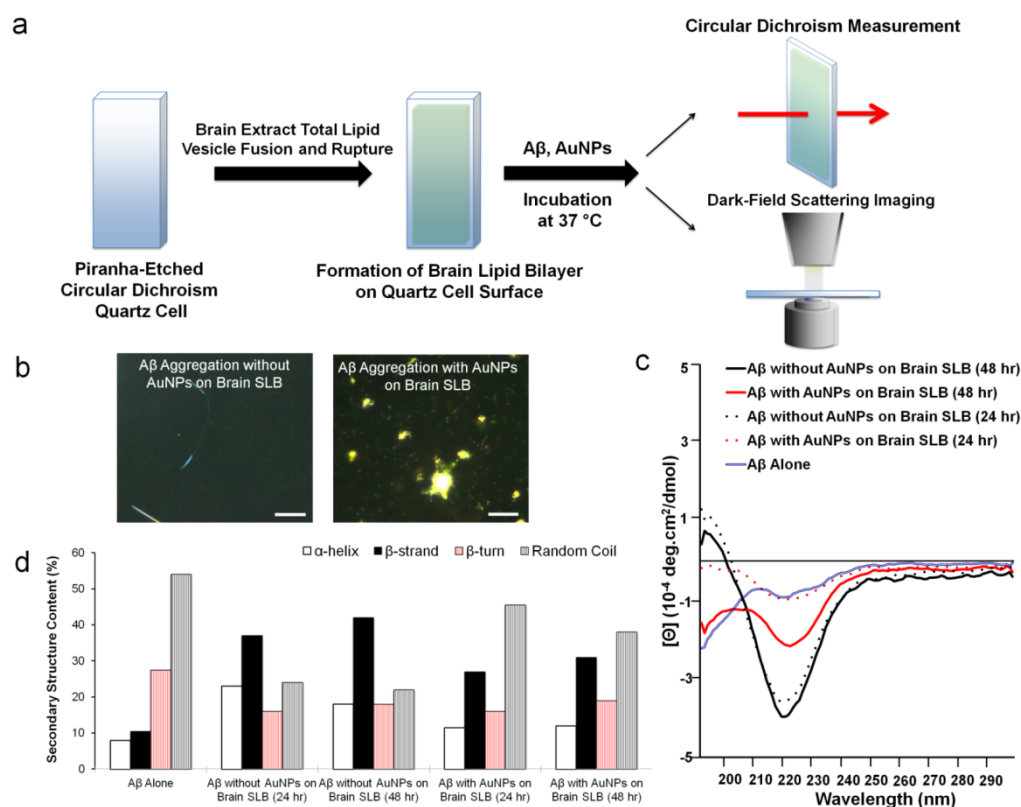 a
Circular Dichroism Measurement
Brain Extract Total Lipid
Vesicle Fusion and Rupture
Aβ, AuNPs
Incubation
at 37 °C
Dark-Field Scattering Imaging
Piranha-Etched
Circular Dichroism
Quartz Cell
Formation of Brain Lipid Bilayer
on Quartz Cell Surface
b
Aβ Aggregation without
AuNPs on Brain SLB
Aβ Aggregation with AuNPs
on Brain SLB
c
Aβ without AuNPs on Brain SLB (48 hr)
Aβ with AuNPs on Brain SLB (48 hr)
Aβ without AuNPs on Brain SLB (24 hr)
Aβ with AuNPs on Brain SLB (24 hr)
Aβ Alone
5
3
1
-1
-3
-5
[Θ] (10⁻⁴ deg.cm²/dmol)
200 210 220 230 240 250 260 270 280 290
Wavelength (nm)
d
α-helix β-strand β-turn Random Coil
Secondary Structure Content (%)
60
50
40
30
20
10
0
Aβ Alone
Aβ without AuNPs on
Brain SLB (24 hr)
Aβ without AuNPs on
Brain SLB (48 hr)
Aβ with AuNPs on
Brain SLB (24 hr)
Aβ with AuNPs on
Brain SLB (48 hr)